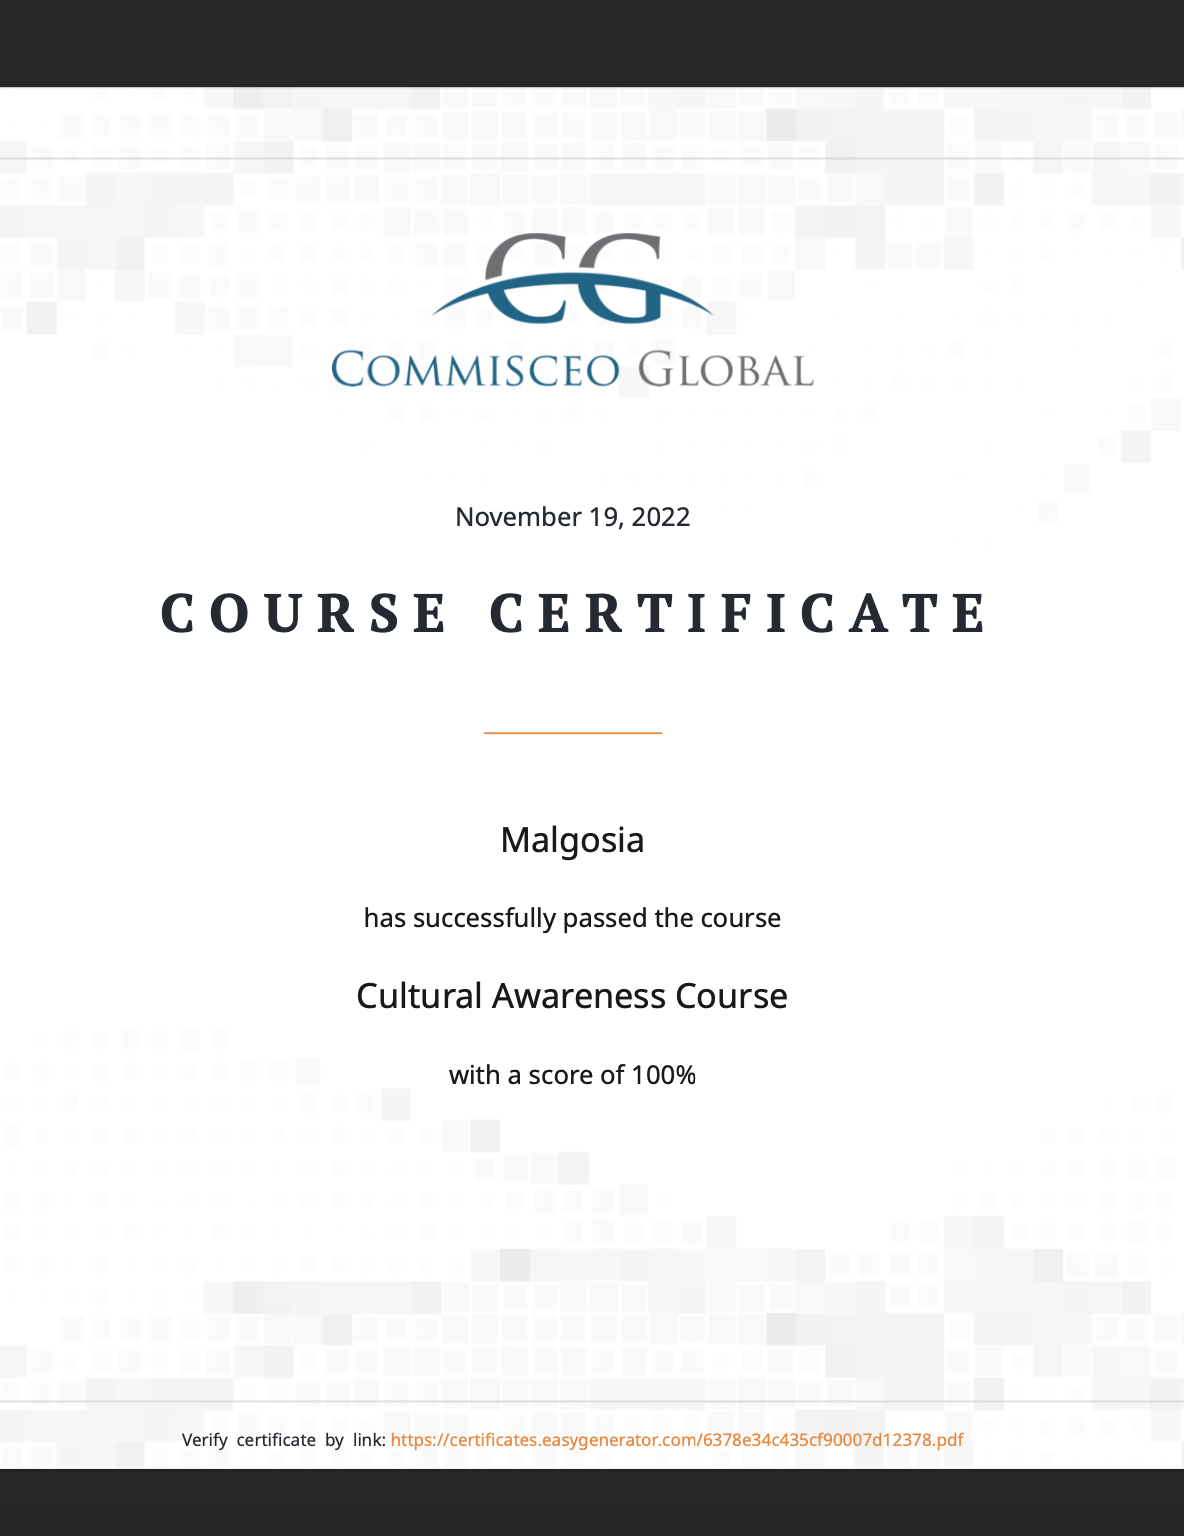 CG
COMMISCEO GLOBAL
November 19, 2022
COURSE CERTIFICATE
Malgosia
has successfully passed the course
Cultural Awareness Course
with a score of 100%
Verify certificate by link: https://certificates.easygenerator.com/6378e34c435cf90007d12378.pdf